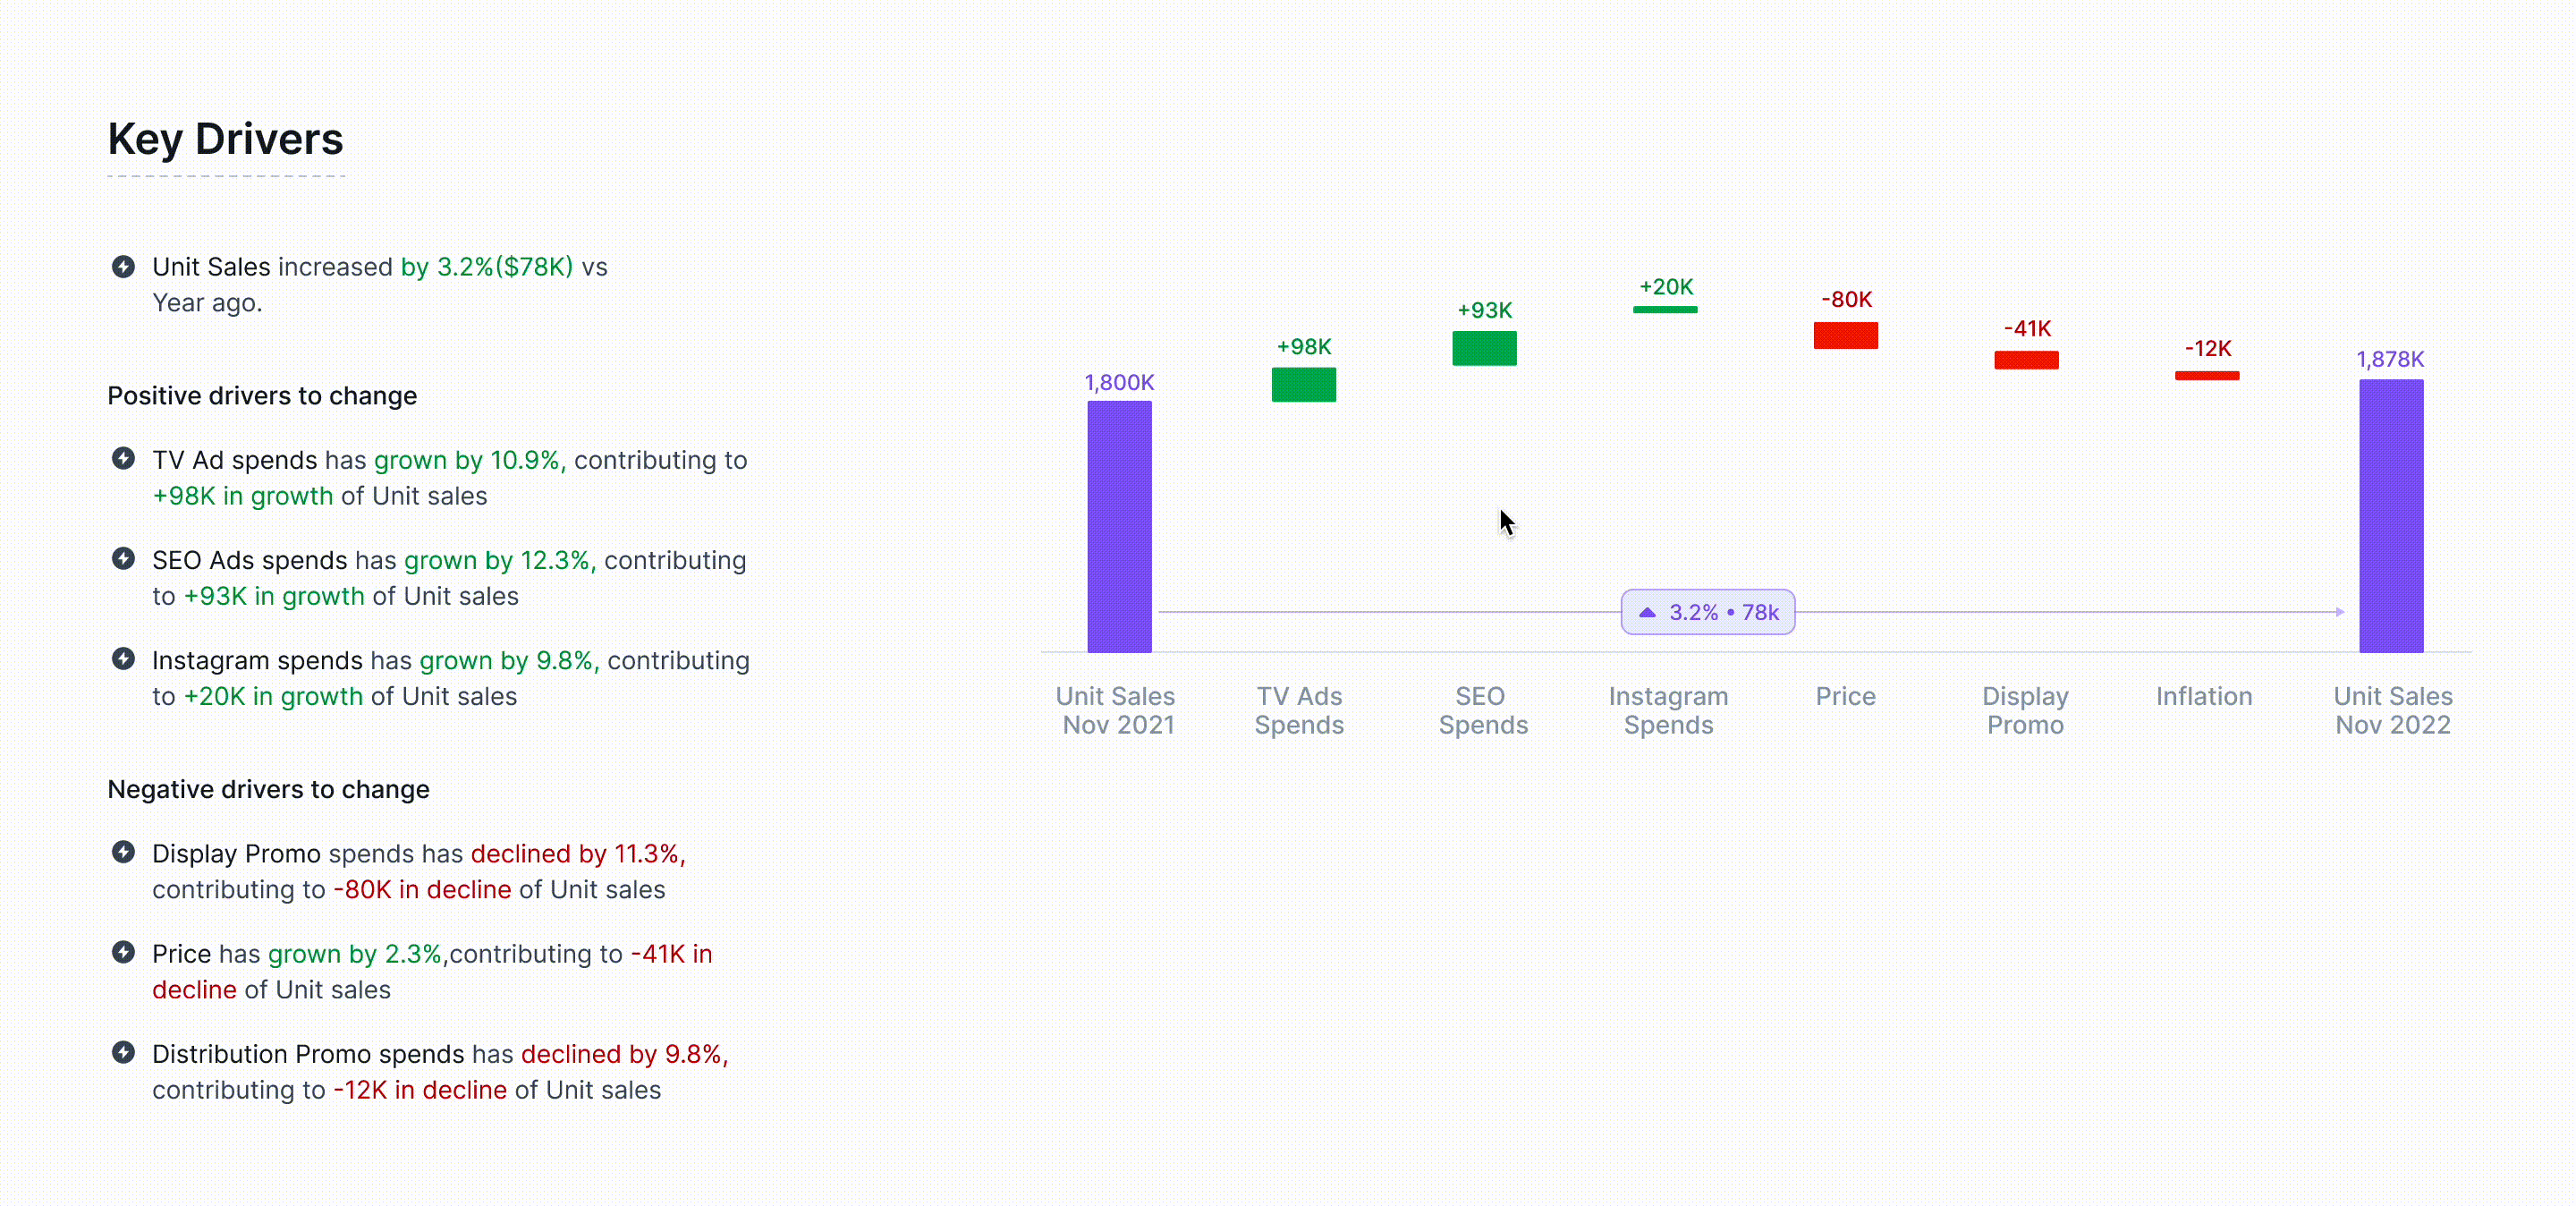 Key Drivers
Unit Sales increased by 3.2%($78K) vs
Year ago.
Positive drivers to change
TV Ad spends has grown by 10.9%, contributing to
+98K in growth of Unit sales
SEO Ads spends has grown by 12.3%, contributing
to +93K in growth of Unit sales
Instagram spends has grown by 9.8%, contributing
to +20K in growth of Unit sales
Negative drivers to change
Display Promo spends has declined by 11.3%,
contributing to -80K in decline of Unit sales
Price has grown by 2.3%,contributing to -41K in
decline of Unit sales
Distribution Promo spends has declined by 9.8%,
contributing to -12K in decline of Unit sales
1,800K
+98K
+93K
+20K
-80K
-41K
-12K
1,878K
3.2% • 78k
Unit Sales
Nov 2021
TV Ads
Spends
SEO
Spends
Instagram
Spends
Price
Display
Promo
Inflation
Unit Sales
Nov 2022